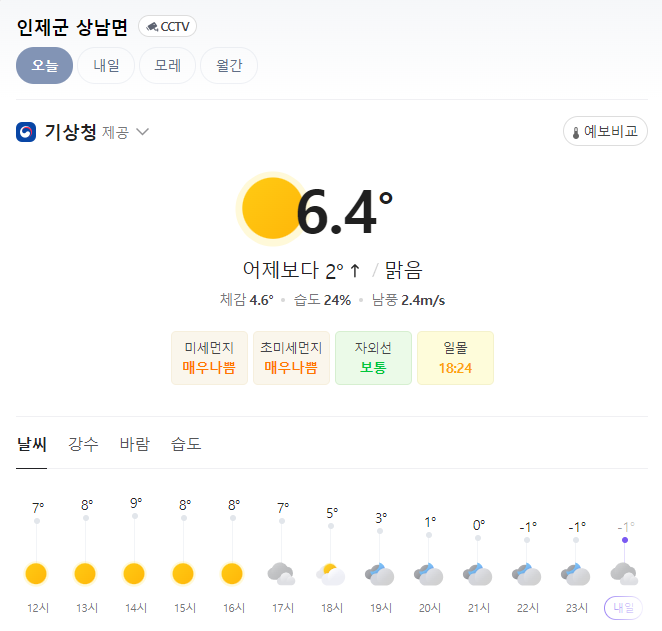 인제군 상남면 CCTV
오늘 내일 모레 월간
기상청 제공 예보비교
6.4°
어제보다 2° ↑ / 맑음
체감 4.6° • 습도 24% • 남풍 2.4m/s
미세먼지 초미세먼지 자외선 일몰
매우나쁨 매우나쁨 보통 18:24
날씨 강수 바람 습도
7° 8° 9° 8° 8° 7° 5° 3° 1° 0° -1° -1° -1°
12시 13시 14시 15시 16시 17시 18시 19시 20시 21시 22시 23시 내일